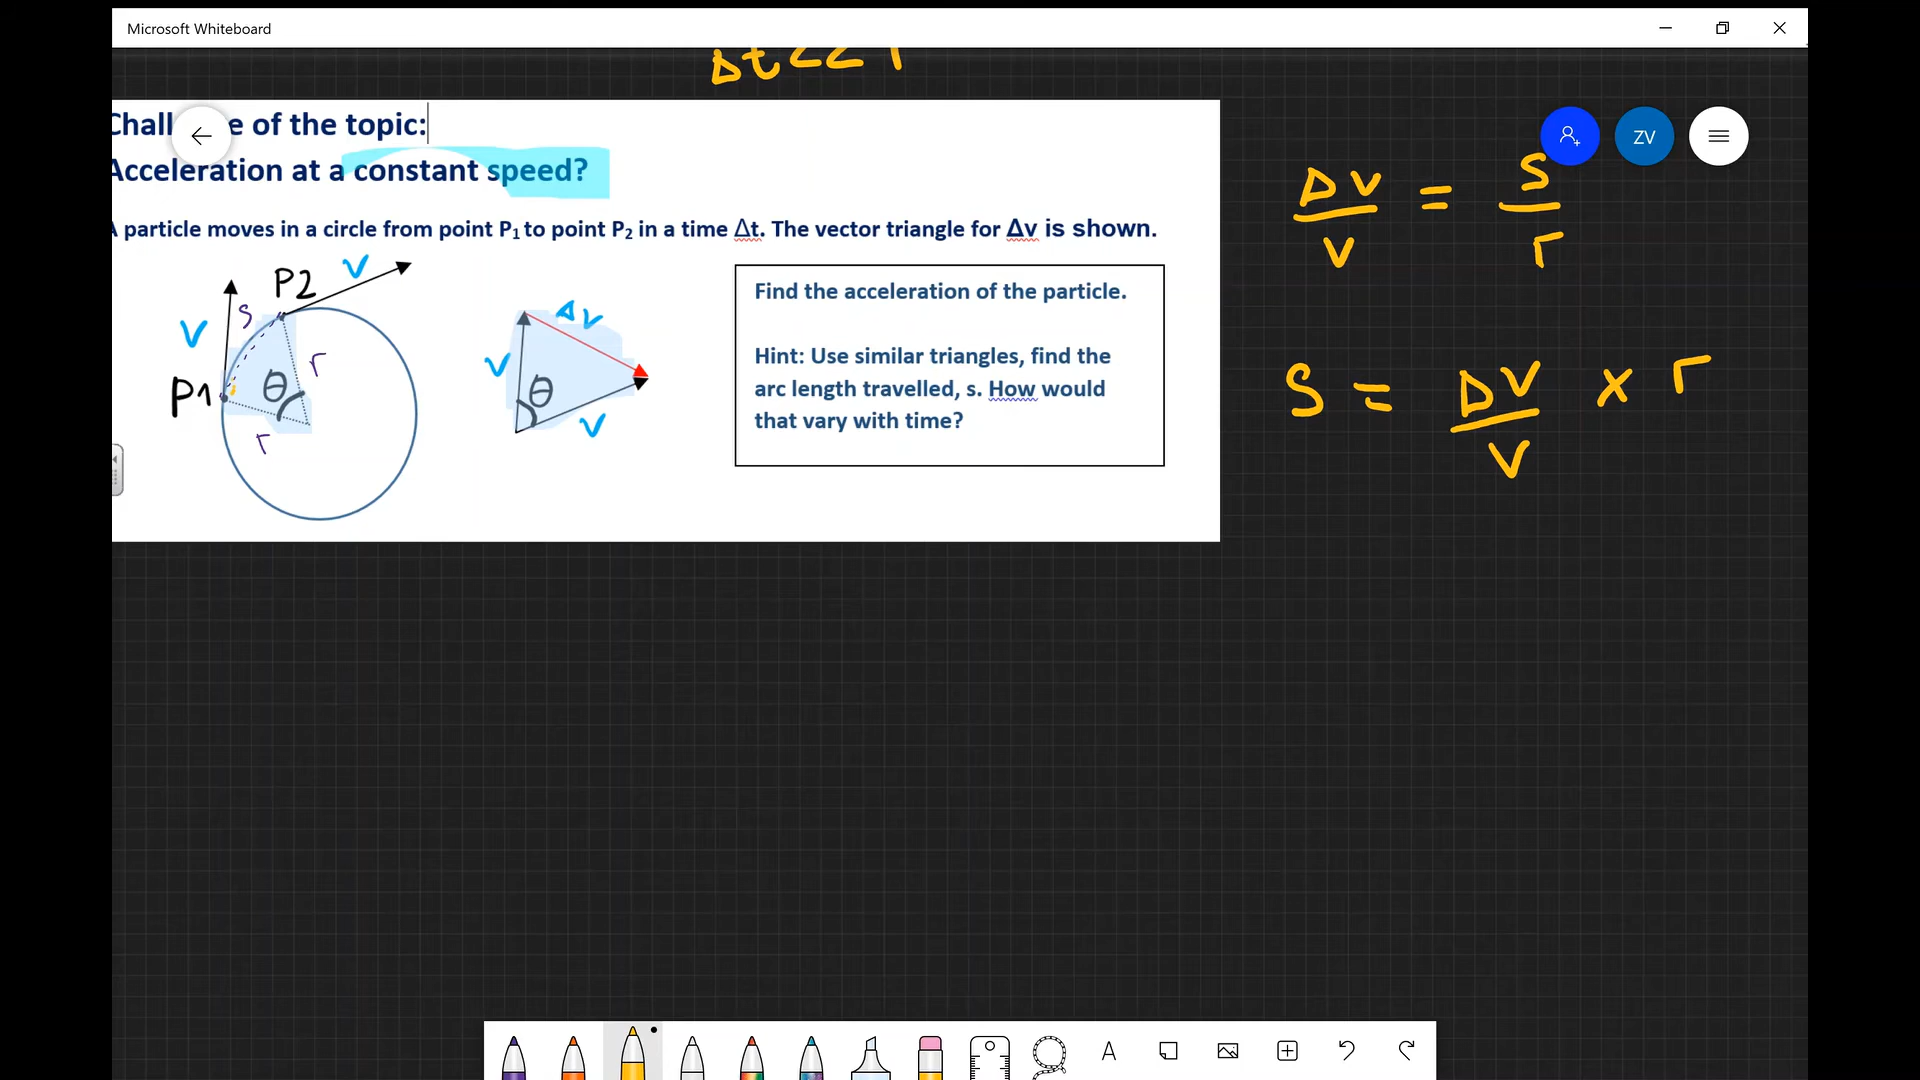 Microsoft Whiteboard
Δt<<1
Chall e of the topic:
Acceleration at a constant speed?
A particle moves in a circle from point P1 to point P2 in a time Δt. The vector triangle for Δv is shown.
P2
V
S
V
r
θ
P1
r
Δv
V
θ
V
Find the acceleration of the particle.
Hint: Use similar triangles, find the
arc length travelled, s. How would
that vary with time?
ZV
ΔV/V = S/r
S = ΔV/V × r
A